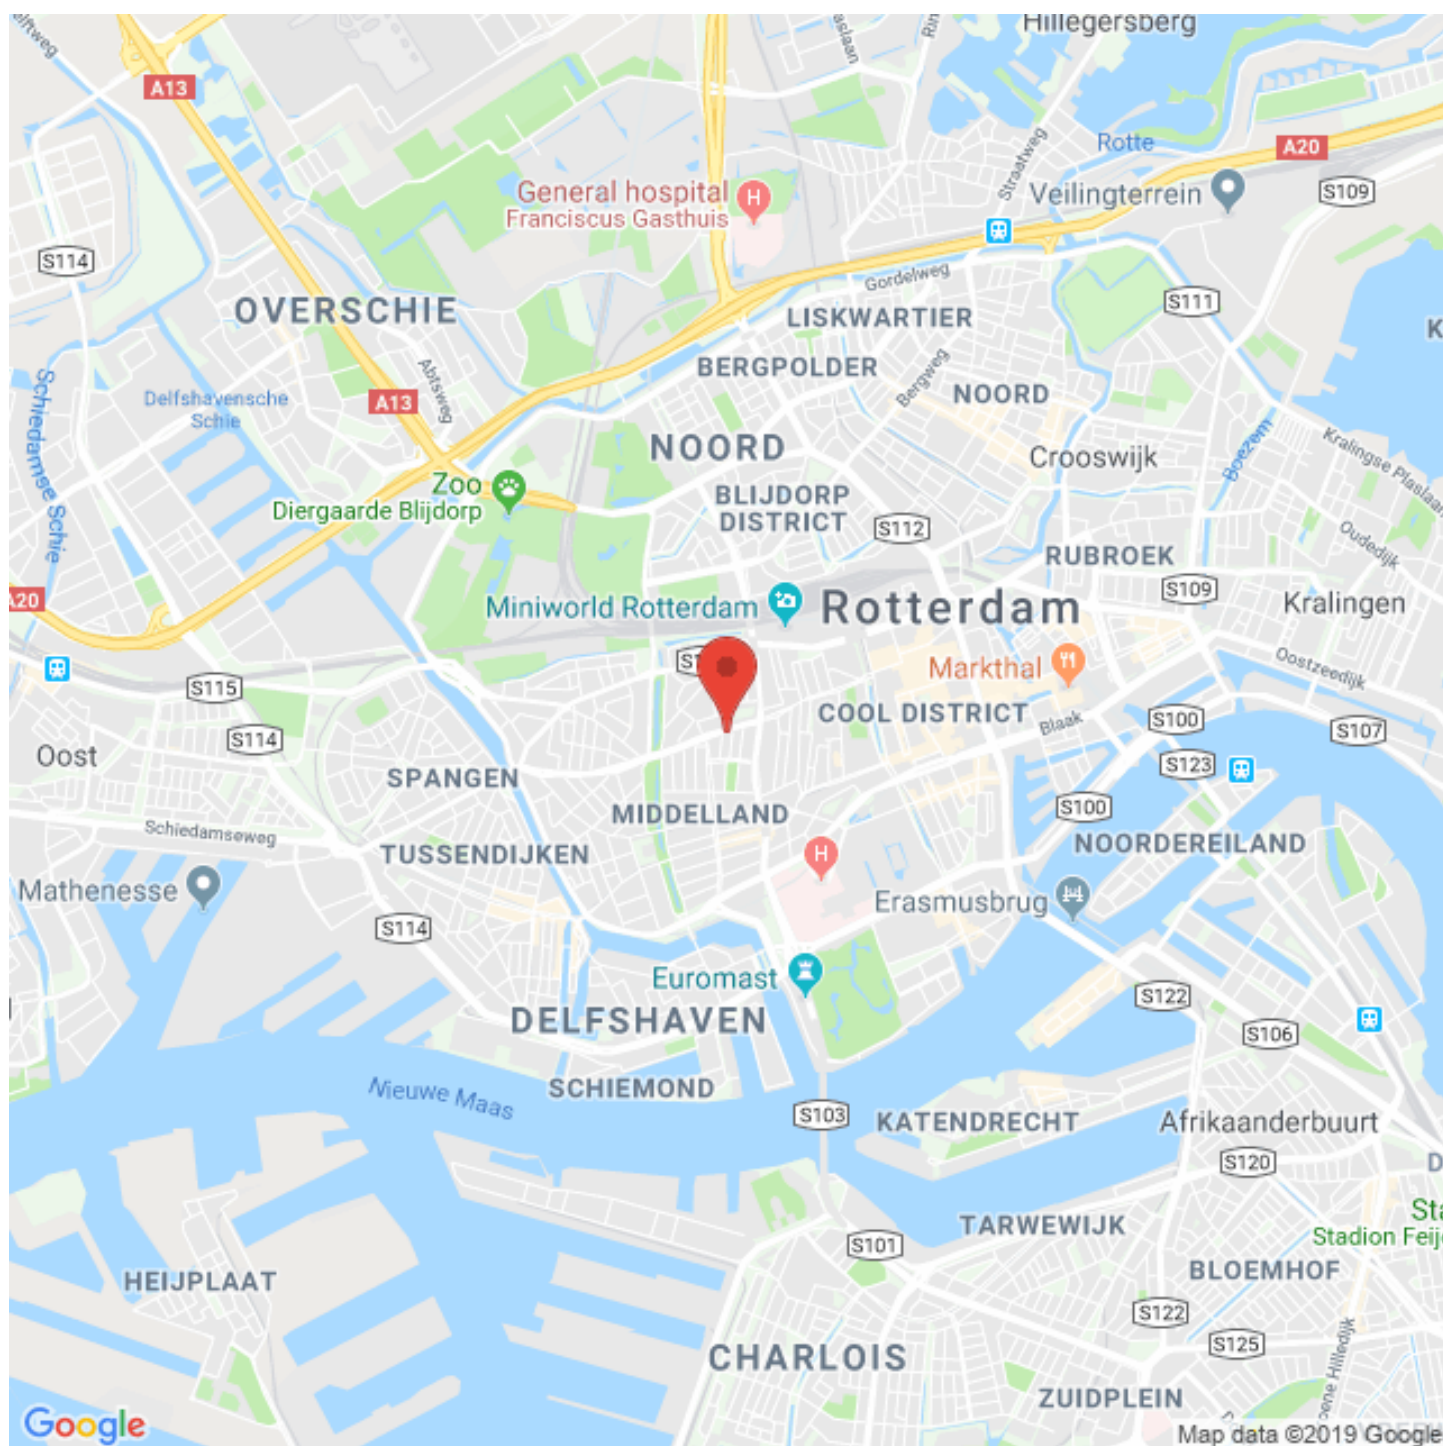 Hillegersberg
A13
Rotte
A20
General hospital
Franciscus Gasthuis
H
Straatweg
Veilingterrein
S109
S114
Gordelweg
S111
OVERSCHIE
LISKWARTIER
K
BERGPOLDER
Abtsweg
Bergweg
NOORD
Delfshavensche
Schie
A13
Schiedamse Schie
NOORD
Crooswijk
Boezem
Kralingse Plaslaan
Zoo
Diergaarde Blijdorp
BLIJDORP
DISTRICT
S112
Oudedijk
RUBROEK
S109
A20
Miniworld Rotterdam
Rotterdam
Kralingen
Markthal
Oostzeedijk
S115
COOL DISTRICT
Blaak
S100
S107
S114
Oost
S123
SPANGEN
MIDDELLAND
S100
Schiedamseweg
NOORDEREILAND
TUSSENDIJKEN
H
Mathenesse
Erasmusbrug
S114
Euromast
S122
DELFSHAVEN
S106
Nieuwe Maas
SCHIEMOND
S103
KATENDRECHT
Afrikaanderbuurt
S120
D
Sta
TARWEWIJK
Stadion Feij
S101
HEIJPLAAT
BLOEMHOF
S122
S125
CHARLOIS
ZUIDPLEIN
Google
Map data ©2019 Google